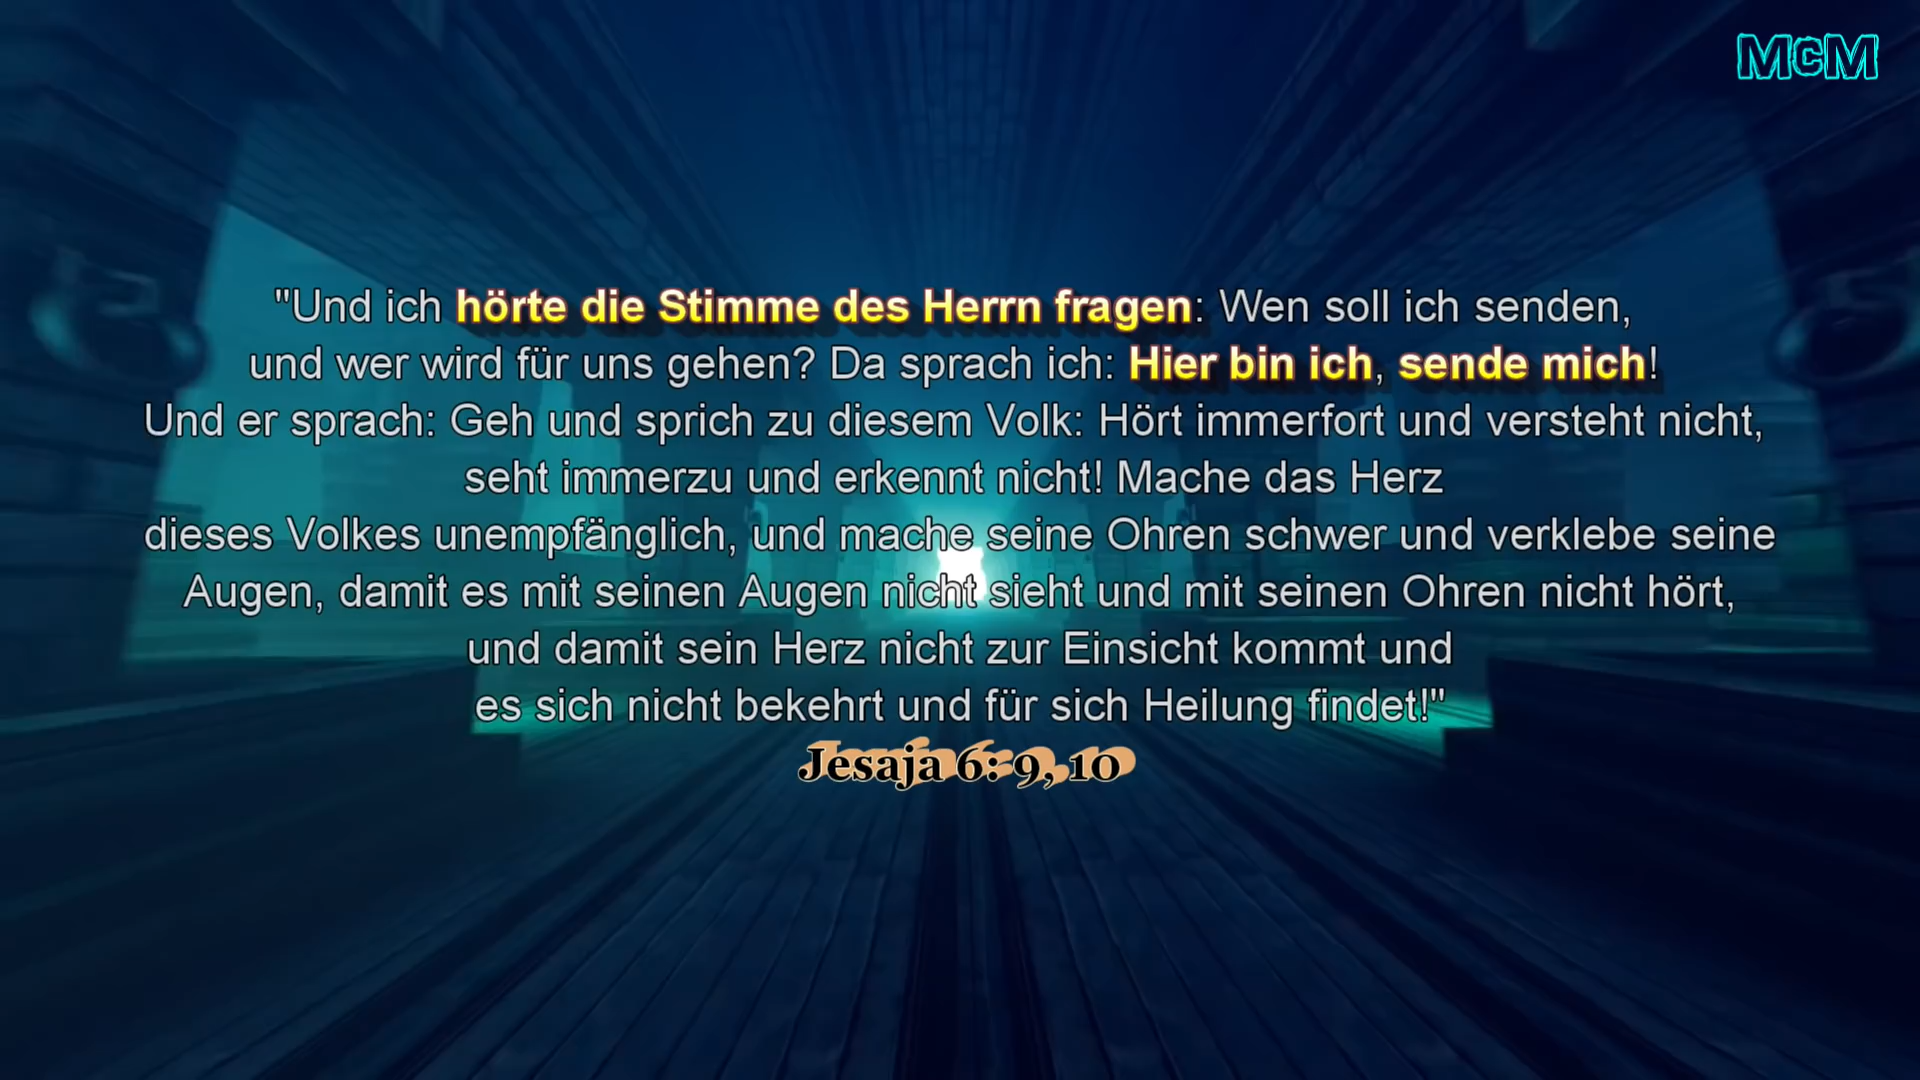 McM
"Und ich hörte die Stimme des Herrn fragen: Wen soll ich senden,
und wer wird für uns gehen? Da sprach ich: Hier bin ich, sende mich!
Und er sprach: Geh und sprich zu diesem Volk: Hört immerfort und versteht nicht,
seht immerzu und erkennt nicht! Mache das Herz
dieses Volkes unempfänglich, und mache seine Ohren schwer und verklebe seine
Augen, damit es mit seinen Augen nicht sieht und mit seinen Ohren nicht hört,
und damit sein Herz nicht zur Einsicht kommt und
es sich nicht bekehrt und für sich Heilung findet!"
Jesaja 6: 9, 10